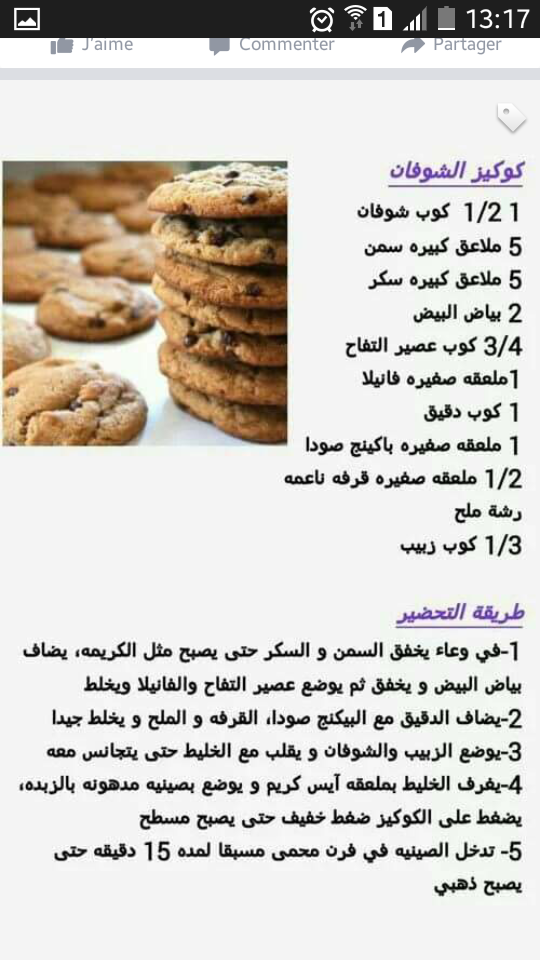 1 13:17
J'aime Commenter Partager
كوكيز الشوفان
1 1/2 كوب شوفان
5 ملاعق كبيره سمن
5 ملاعق كبيره سكر
2 بياض البيض
3/4 كوب عصير التفاح
1ملعقه صغيره فانيلا
1 كوب دقيق
1 ملعقه صغيره باكينج صودا
1/2 ملعقه صغيره قرفه ناعمه
رشة ملح
1/3 كوب زبيب
طريقة التحضير
1-في وعاء يخفق السمن و السكر حتى يصبح مثل الكريمه، يضاف
بياض البيض و يخفق ثم يوضع عصير التفاح والفانيلا ويخلط
2-يضاف الدقيق مع البيكنج صودا، القرفه و الملح و يخلط جيدا
3-يوضع الزبيب والشوفان و يقلب مع الخليط حتى يتجانس معه
4-يغرف الخليط بملعقه آيس كريم و يوضع بصينيه مدهونه بالزبده،
يضغط على الكوكيز ضغط خفيف حتى يصبح مسطح
5- تدخل الصينيه في فرن محمى مسبقا لمده 15 دقيقه حتى
يصبح ذهبي